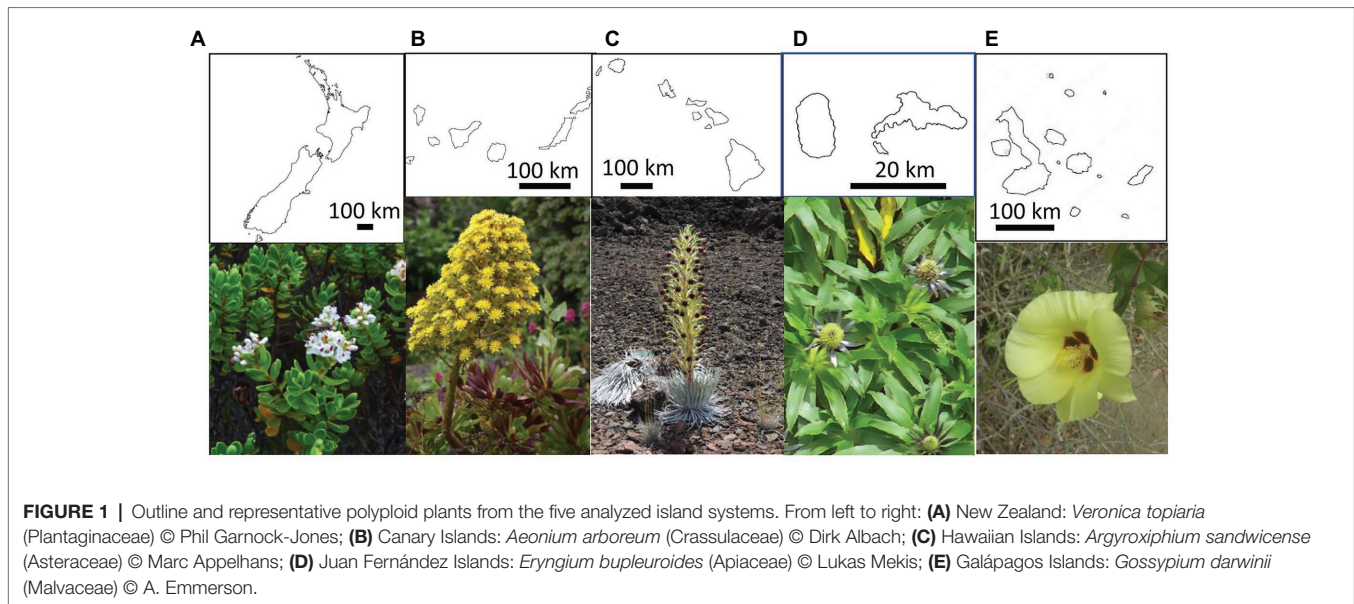 A B C D E
100 km
100 km
100 km
20 km
100 km
FIGURE 1 | Outline and representative polyploid plants from the five analyzed island systems. From left to right: (A) New Zealand: Veronica topiaria
(Plantaginaceae) © Phil Garnock-Jones; (B) Canary Islands: Aeonium arboreum (Crassulaceae) © Dirk Albach; (C) Hawaiian Islands: Argyroxiphium sandwicense
(Asteraceae) © Marc Appelhans; (D) Juan Fernández Islands: Eryngium bupleuroides (Apiaceae) © Lukas Mekis; (E) Galápagos Islands: Gossypium darwinii
(Malvaceae) © A. Emmerson.